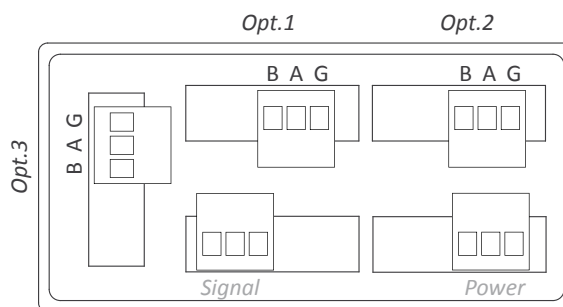 Opt.1 Opt.2
B A G B A G
Opt.3
B A G
Signal Power